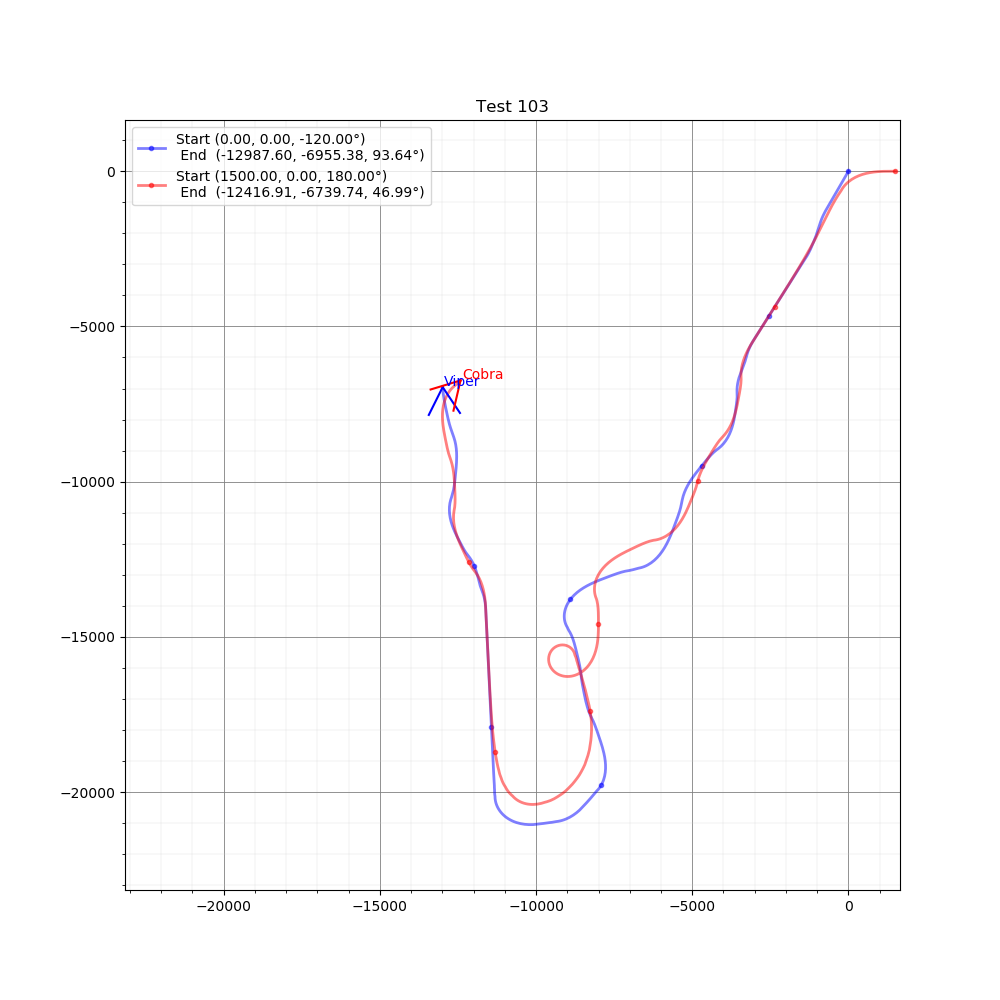 Test 103
Start (0.00, 0.00, -120.00°)
End (-12987.60, -6955.38, 93.64°)
Start (1500.00, 0.00, 180.00°)
End (-12416.91, -6739.74, 46.99°)
0
−5000
−10000
−15000
−20000
Viper
Cobra
−20000 −15000 −10000 −5000 0